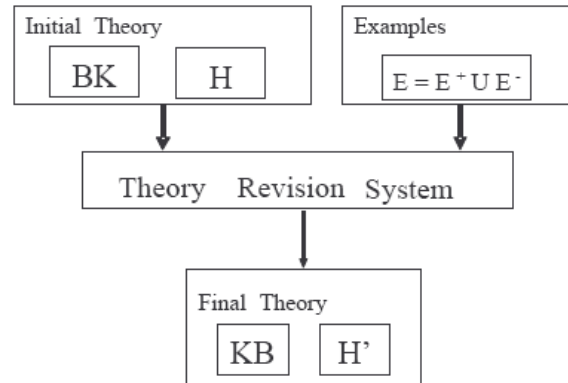 Initial Theory
BK
H
Examples
E = E⁺ U E⁻
Theory Revision System
Final Theory
KB
H’